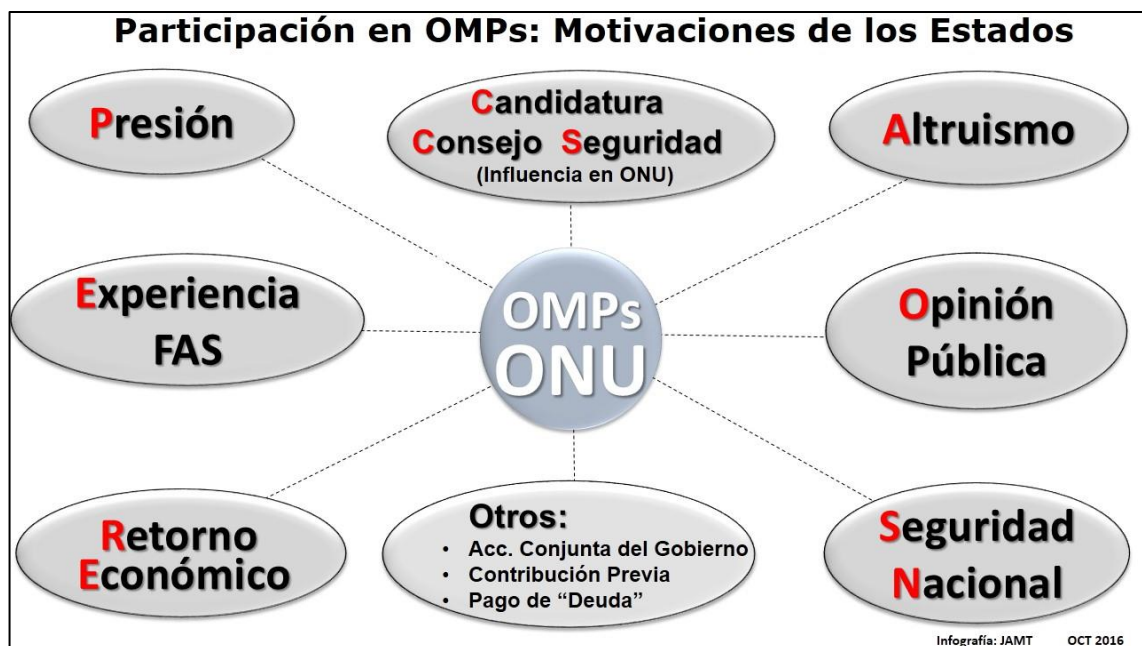 Participación en OMPs: Motivaciones de los Estados
Presión
Candidatura
Consejo Seguridad
(Influencia en ONU)
Altruismo
Experiencia
FAS
OMPs
ONU
Opinión
Pública
Retorno
Económico
Otros:
• Acc. Conjunta del Gobierno
• Contribución Previa
• Pago de “Deuda”
Seguridad
Nacional
Infografía: JAMT OCT 2016